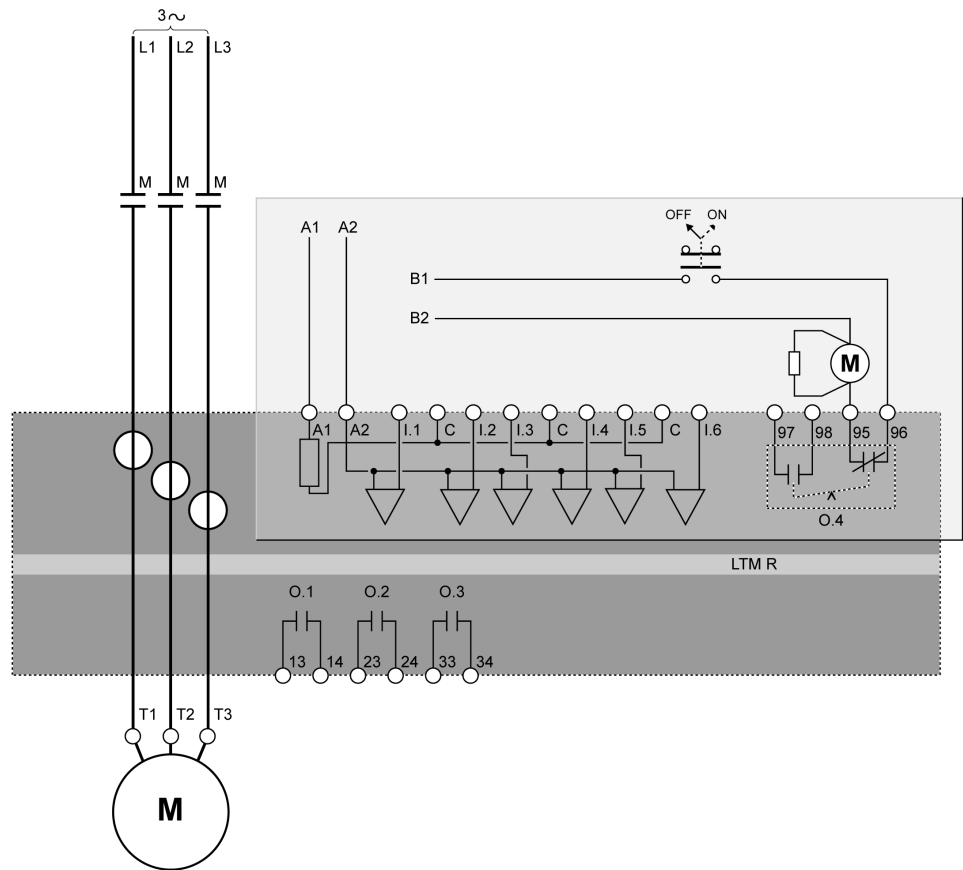 3∼
L1 L2 L3
M M M
A1 A2
OFF ON
B1
B2
M
A1 A2 I.1 C I.2 I.3 C I.4 I.5 C I.6 97 98 95 96
O.4
LTM R
O.1 O.2 O.3
13 14 23 24 33 34
T1 T2 T3
M